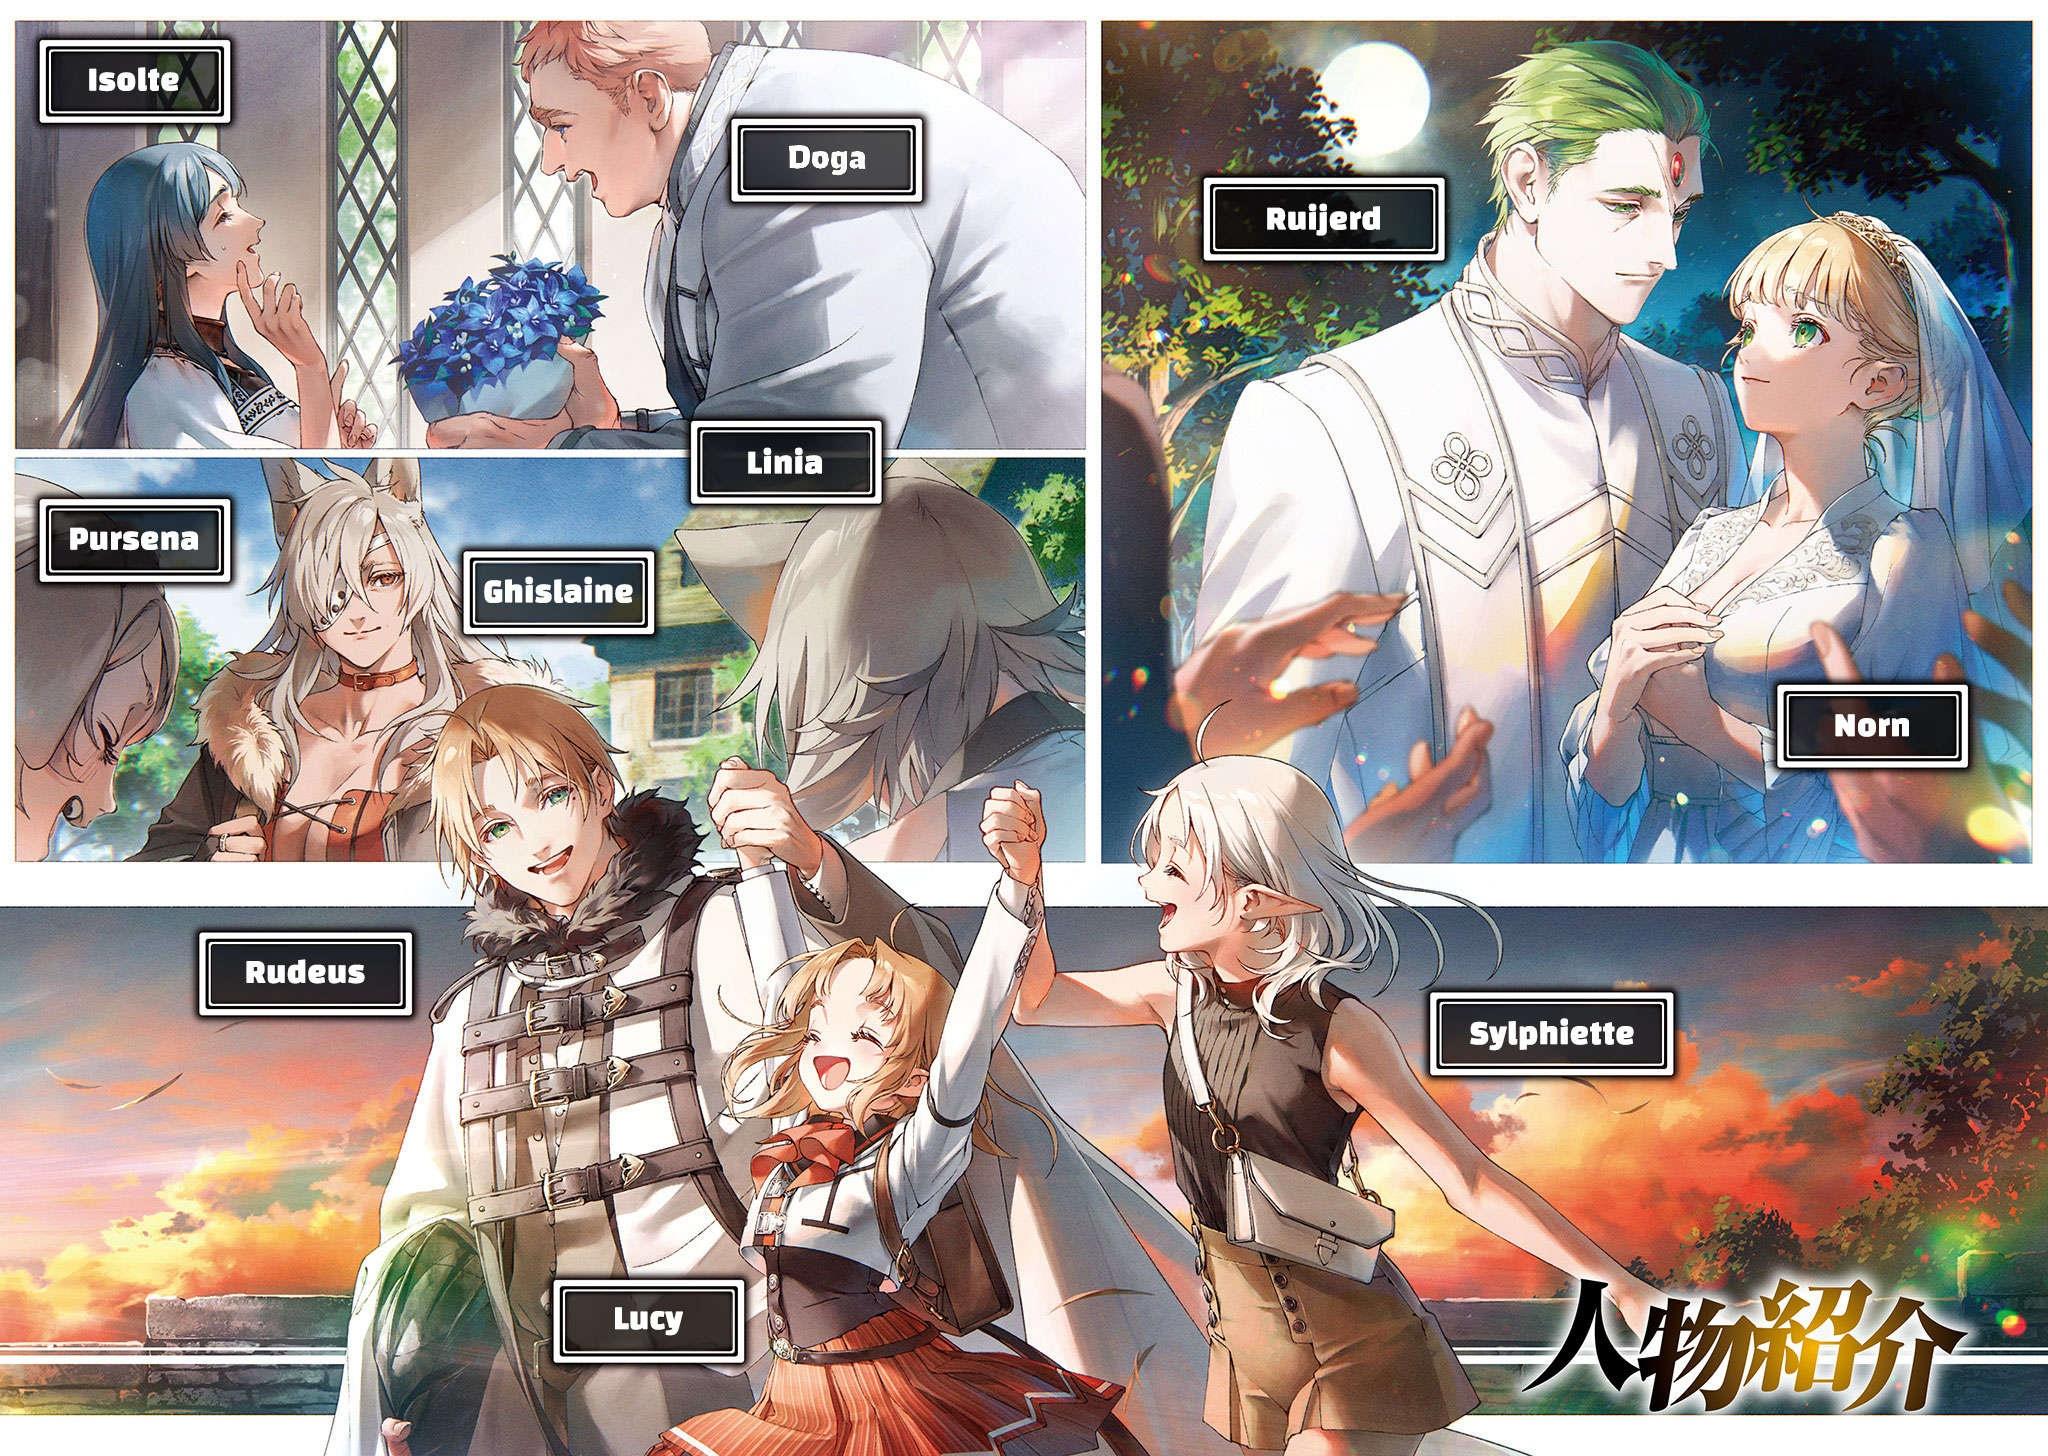 Isolte
Doga
Ruijerd
Linia
Pursena
Ghislaine
Norn
Rudeus
Sylphiette
Lucy
人物紹介